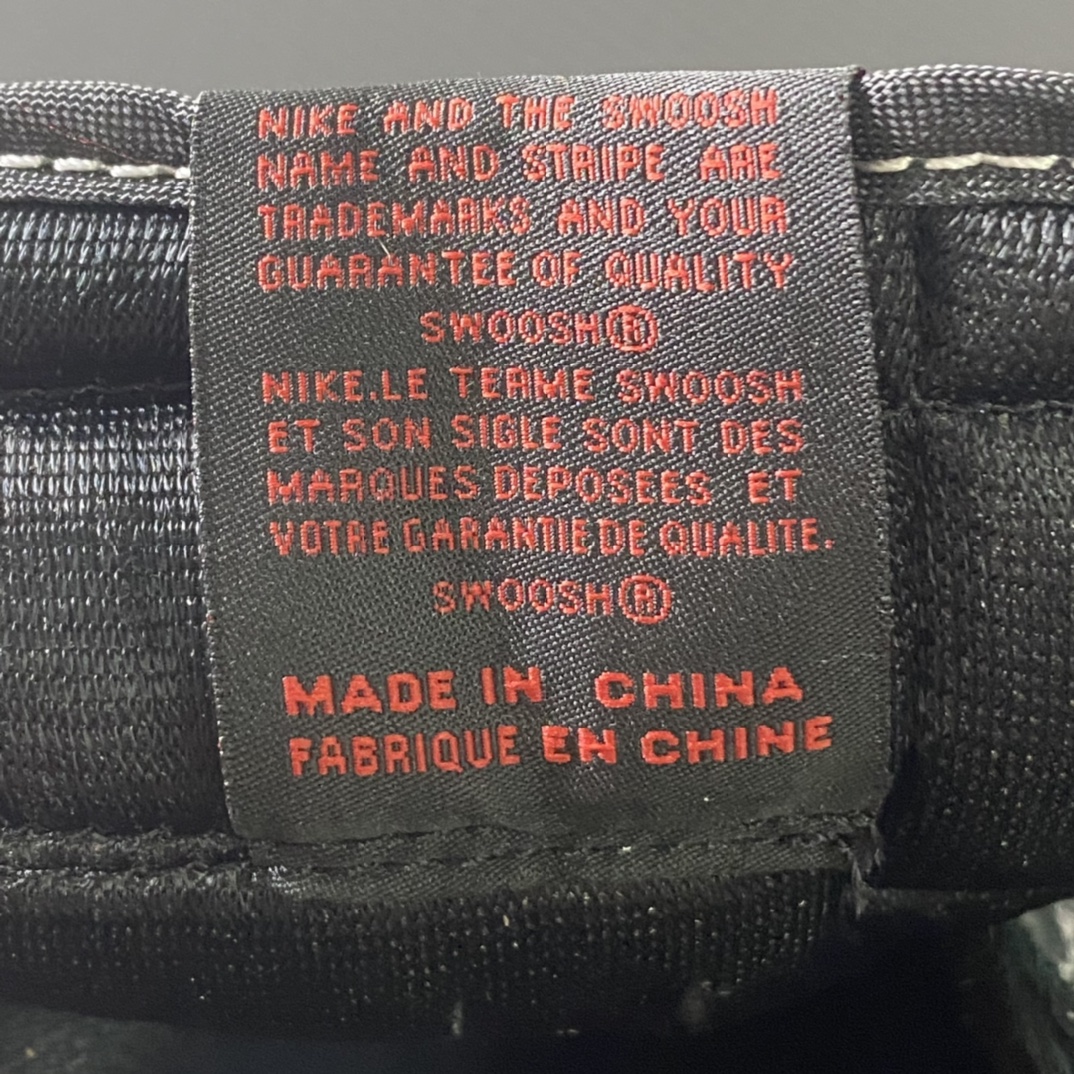 NIKE AND THE SWOOSH
NAME AND STRIPE ARE
TRADEMARKS AND YOUR
GUARANTEE OF QUALITY
SWOOSH®
NIKE.LE TERME SWOOSH
ET SON SIGLE SONT DES
MARQUES DEPOSEES ET
VOTRE GARANTIE DE QUALITE.
SWOOSH®
MADE IN CHINA
FABRIQUE EN CHINE